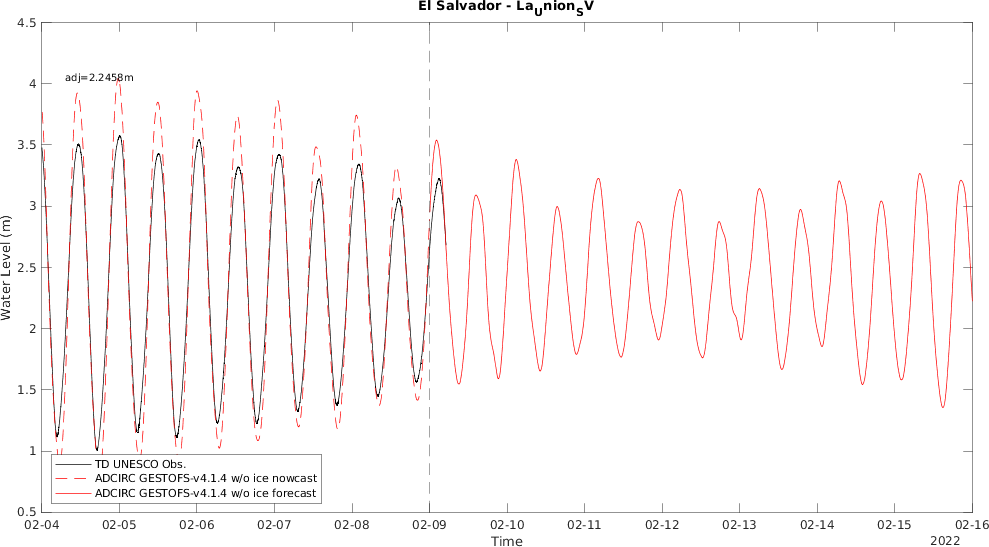 El Salvador - LaUnionSV
4.5
4
3.5
3
2.5
2
1.5
1
0.5
Water Level (m)
adj=2.2458m
TD UNESCO Obs.
ADCIRC GESTOFS-v4.1.4 w/o ice nowcast
ADCIRC GESTOFS-v4.1.4 w/o ice forecast
02-04 02-05 02-06 02-07 02-08 02-09 02-10 02-11 02-12 02-13 02-14 02-15 02-16
Time
2022